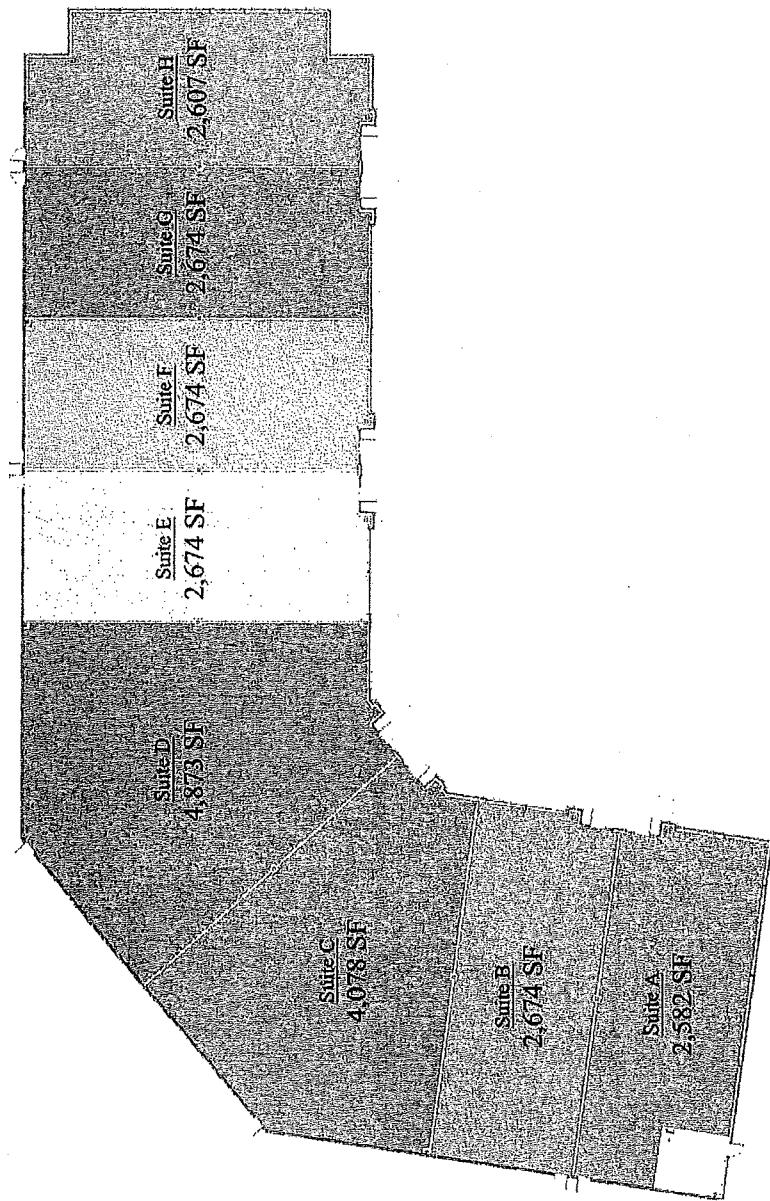 Suite H
2,607 SF
Suite G
2,674 SF
Suite F
2,674 SF
Suite E
2,674 SF
Suite D
4,873 SF
Suite C
4,078 SF
Suite B
2,674 SF
Suite A
2,582 SF